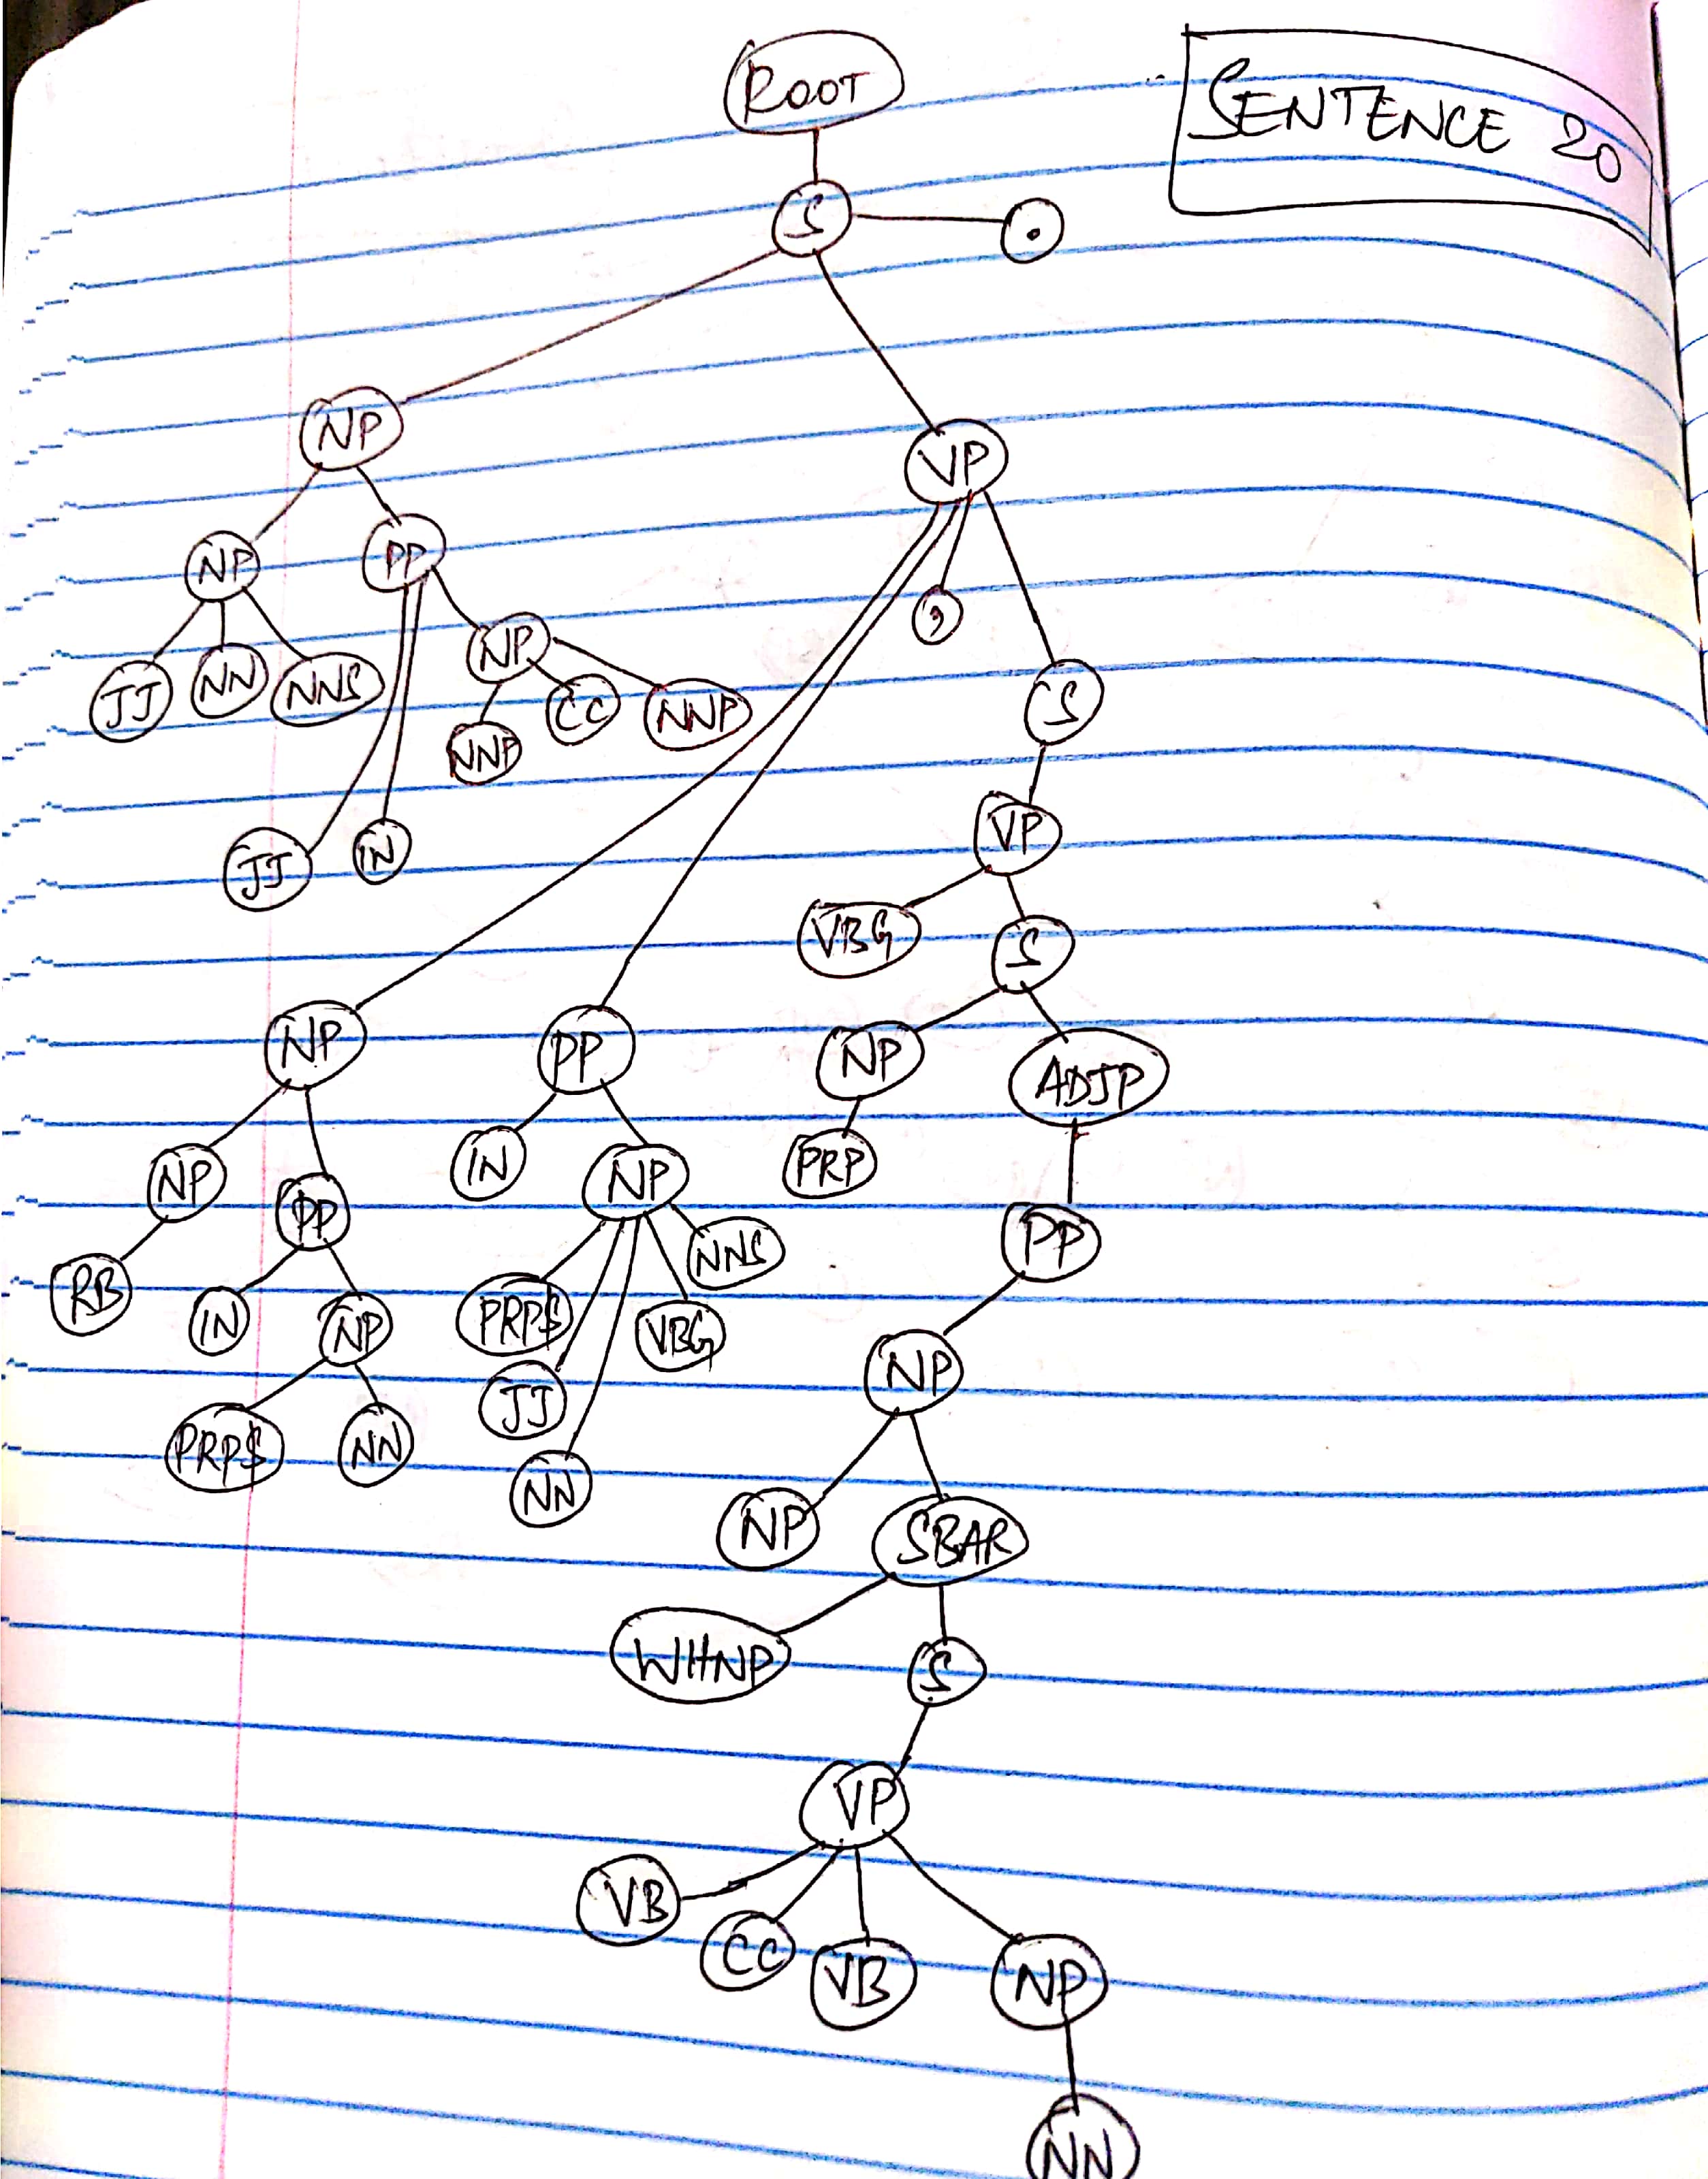 ROOT
SENTENCE 20
S .
NP VP
NP PP
, 
JJ NN NNS NP S
NNP CC NNP
JJ IN VP
VBG S
NP PP NP ADJP
NP PP IN NP PRP PP
RB IN NP PRP$ JJ NN VBG NNS NP
PRP$ NN NP SBAR
WHNP S
VP
VB CC VB NP
NN